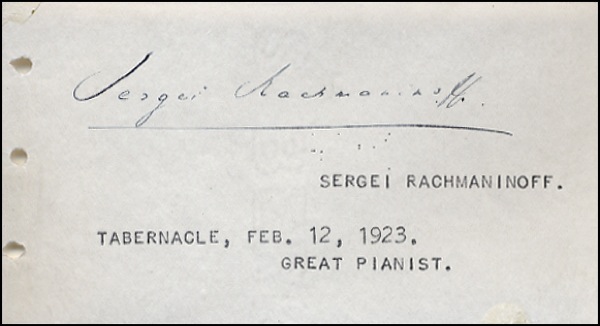 Sergei Rachmaninoff.
SERGEI RACHMANINOFF.
TABERNACLE, FEB. 12, 1923.
GREAT PIANIST.